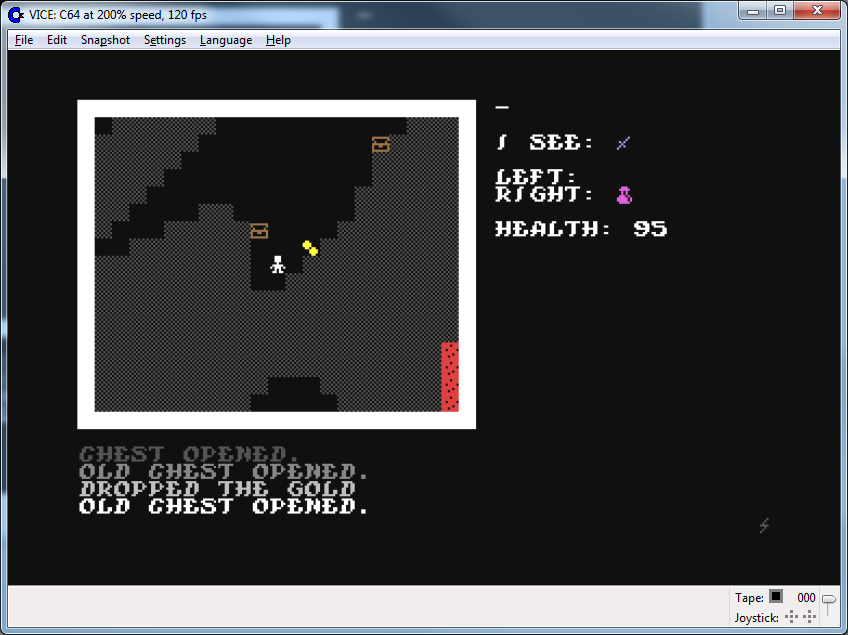 VICE: C64 at 200% speed, 120 fps
File Edit Snapshot Settings Language Help
I SEE:
LEFT:
RIGHT:
HEALTH: 95
CHEST OPENED.
OLD CHEST OPENED.
DROPPED THE GOLD
OLD CHEST OPENED.
Tape: 000
Joystick: